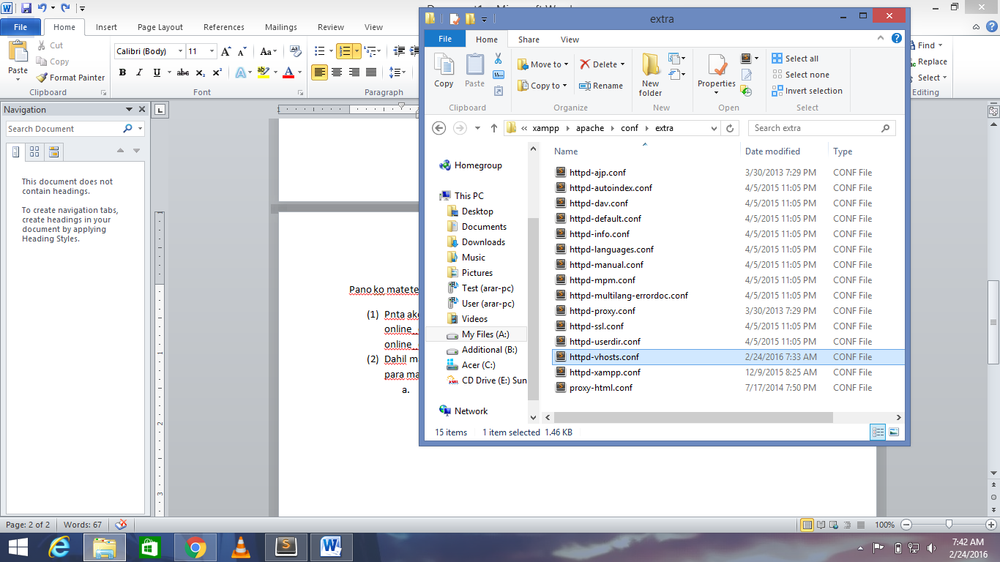 Document1 - Microsoft Word
File Home Insert Page Layout References Mailings Review View
Paste
Cut
Copy
Format Painter
Clipboard
Calibri (Body) 11
Aa
B I U abc x₂ x²
A ab A
Font
Paragraph
Find
Replace
Select
Editing
Navigation
Search Document
This document does not
contain headings.
To create navigation tabs,
create headings in your
document by applying
Heading Styles.
Pano ko matete
(1) Pnta ako
online_
online_
(2) Dahil ma
para ma
a.
extra
File Home Share View
Copy
Paste
Clipboard
Move to
Copy to
Delete
Rename
Organize
New
folder
New
Properties
Open
Select all
Select none
Invert selection
Select
« xampp apache conf extra
Search extra
Homegroup
This PC
Desktop
Documents
Downloads
Music
Pictures
Test (arar-pc)
User (arar-pc)
Videos
My Files (A:)
Additional (B:)
Acer (C:)
CD Drive (E:) Sun
Network
Name Date modified Type
httpd-ajp.conf 3/30/2013 7:29 PM CONF File
httpd-autoindex.conf 4/5/2015 11:05 PM CONF File
httpd-dav.conf 4/5/2015 11:05 PM CONF File
httpd-default.conf 4/5/2015 11:05 PM CONF File
httpd-info.conf 4/5/2015 11:05 PM CONF File
httpd-languages.conf 4/5/2015 11:05 PM CONF File
httpd-manual.conf 4/5/2015 11:05 PM CONF File
httpd-mpm.conf 4/5/2015 11:05 PM CONF File
httpd-multilang-errordoc.conf 4/5/2015 11:05 PM CONF File
httpd-proxy.conf 3/30/2013 7:29 PM CONF File
httpd-ssl.conf 4/5/2015 11:05 PM CONF File
httpd-userdir.conf 4/5/2015 11:05 PM CONF File
httpd-vhosts.conf 2/24/2016 7:33 AM CONF File
httpd-xampp.conf 12/9/2015 8:25 AM CONF File
proxy-html.conf 7/17/2014 7:50 PM CONF File
15 items 1 item selected 1.46 KB
Page: 2 of 2 Words: 67
100%
7:42 AM
2/24/2016